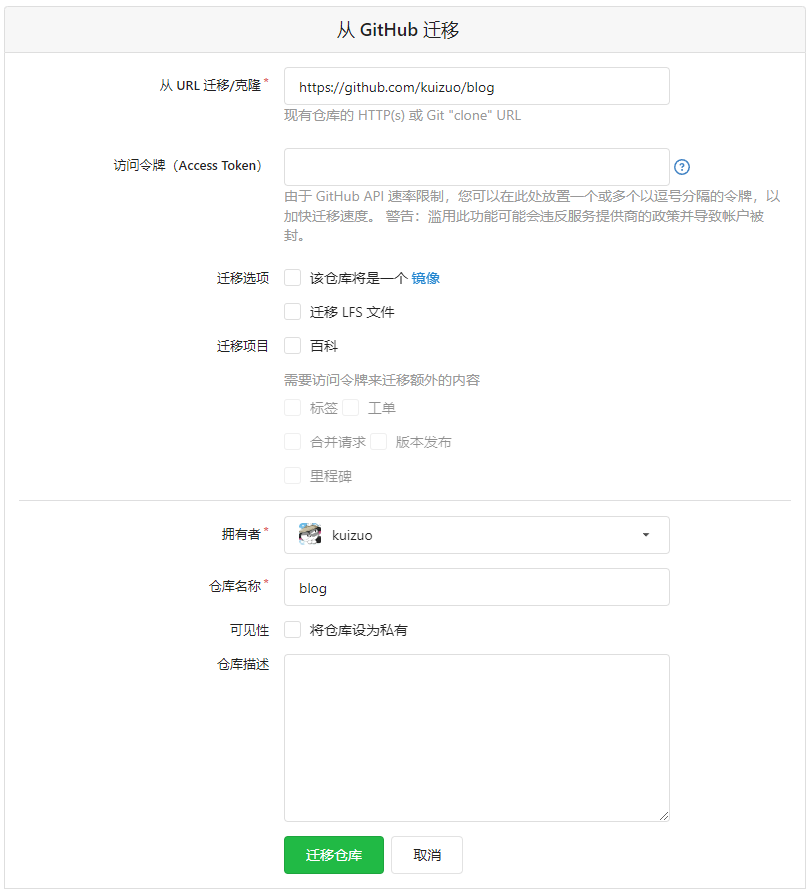 从 GitHub 迁移
从 URL 迁移/克隆*
https://github.com/kuizuo/blog
现有仓库的 HTTP(s) 或 Git "clone" URL
访问令牌（Access Token）
由于 GitHub API 速率限制，您可以在此处放置一个或多个以逗号分隔的令牌，以
加快迁移速度。 警告：滥用此功能可能会违反服务提供商的政策并导致帐户被
封。
迁移选项 该仓库将是一个 镜像
迁移 LFS 文件
迁移项目 百科
需要访问令牌来迁移额外的内容
标签 工单
合并请求 版本发布
里程碑
拥有者* kuizuo
仓库名称* blog
可见性 将仓库设为私有
仓库描述
迁移仓库 取消